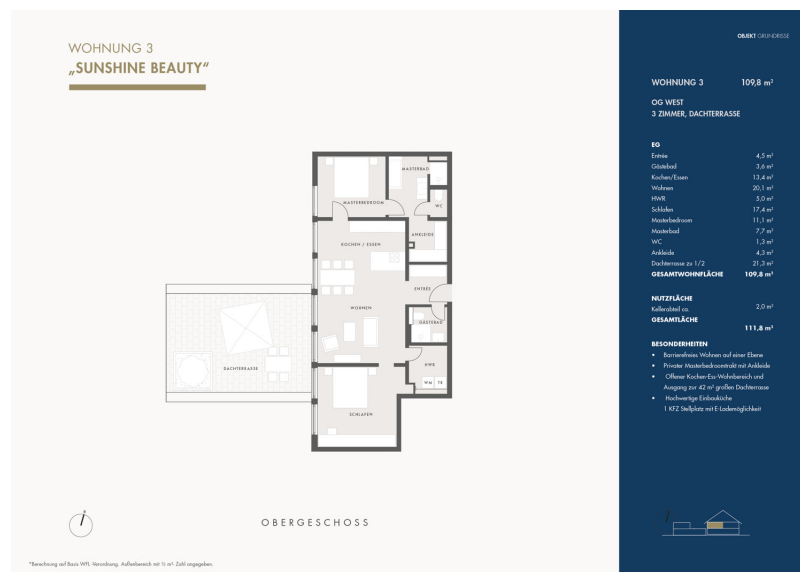 WOHNUNG 3
„SUNSHINE BEAUTY“
MASTERBAD
MASTERBEDROOM
WC
ANKLEIDE
KOCHEN / ESSEN
ENTRÉE
WOHNEN
GÄSTEBAD
DACHTERRASSE
HWR
WM TR
SCHLAFEN
OBERGESCHOSS
*Berechnung auf Basis WFL -Verordnung. Außenbereich mit ½ m²- Zahl angegeben.
OBJEKT GRUNDRISSE
WOHNUNG 3 109,8 m²
OG WEST
3 ZIMMER, DACHTERRASSE
EG
Entrée 4,5 m²
Gästebad 3,6 m²
Kochen/Essen 13,4 m²
Wohnen 20,1 m²
HWR 5,0 m²
Schlafen 17,4 m²
Masterbedroom 11,1 m²
Masterbad 7,7 m²
WC 1,3 m²
Ankleide 4,3 m²
Dachterrasse zu 1/2 21,3 m²
GESAMTWOHNFLÄCHE 109,8 m²
NUTZFLÄCHE
Kellerabteil ca. 2,0 m²
GESAMTLÄCHE
111,8 m²
BESONDERHEITEN
• Barrierefreies Wohnen auf einer Ebene
• Privater Masterbedroomtrakt mit Ankleide
• Offener Kochen-Ess-Wohnbereich und
Ausgang zur 42 m² großen Dachterrasse
• Hochwertige Einbauküche
1 KFZ Stellplatz mit E-Lademöglichkeit